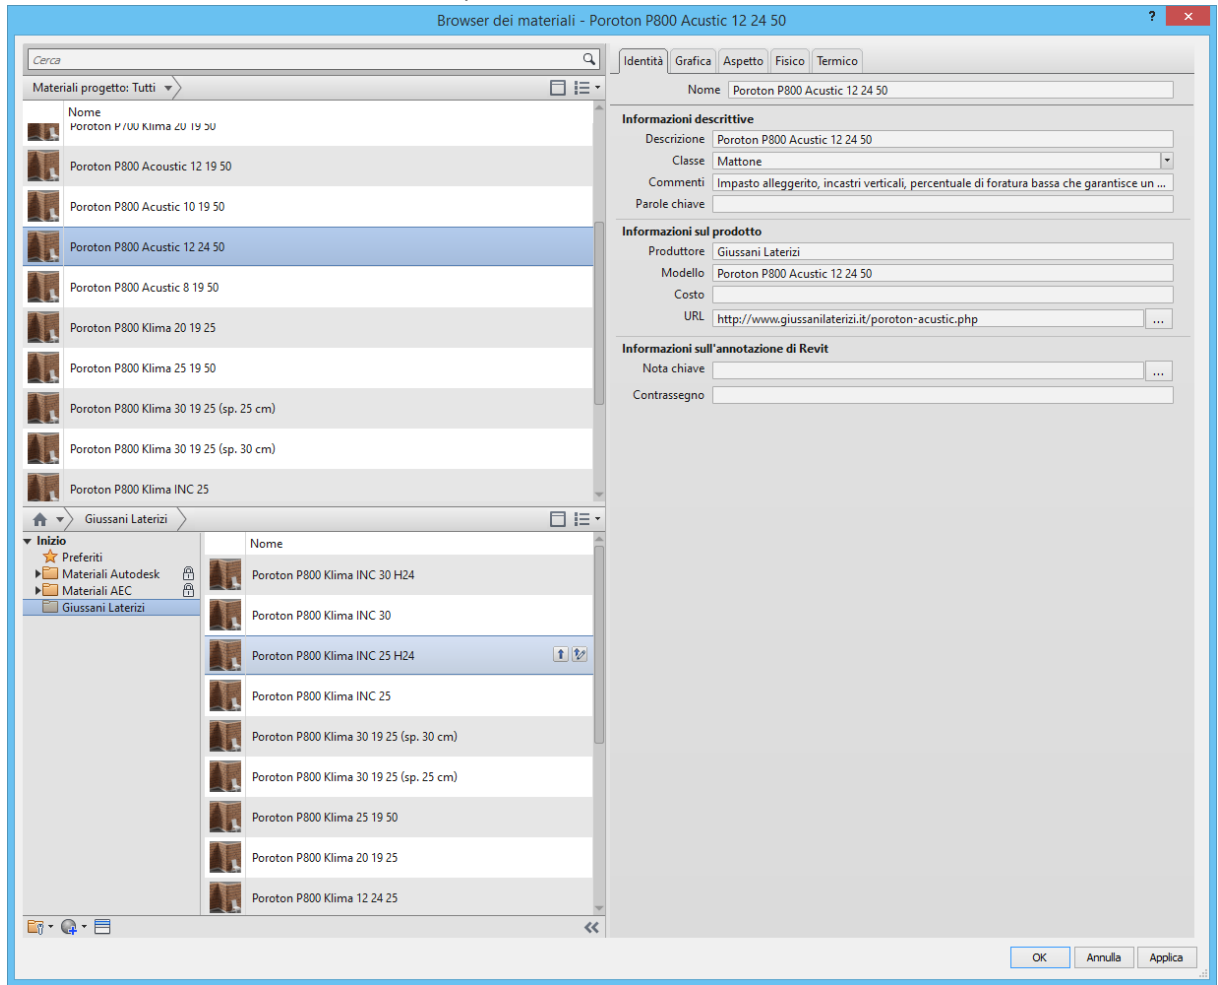 Browser dei materiali - Poroton P800 Acustic 12 24 50
?
Cerca
Materiali progetto: Tutti
Nome
Poroton P700 Klima 20 19 50
Poroton P800 Acoustic 12 19 50
Poroton P800 Acustic 10 19 50
Poroton P800 Acustic 12 24 50
Poroton P800 Acustic 8 19 50
Poroton P800 Klima 20 19 25
Poroton P800 Klima 25 19 50
Poroton P800 Klima 30 19 25 (sp. 25 cm)
Poroton P800 Klima 30 19 25 (sp. 30 cm)
Poroton P800 Klima INC 25
Giussani Laterizi
Inizio
Preferiti
Materiali Autodesk
Materiali AEC
Giussani Laterizi
Nome
Poroton P800 Klima INC 30 H24
Poroton P800 Klima INC 30
Poroton P800 Klima INC 25 H24
Poroton P800 Klima INC 25
Poroton P800 Klima 30 19 25 (sp. 30 cm)
Poroton P800 Klima 30 19 25 (sp. 25 cm)
Poroton P800 Klima 25 19 50
Poroton P800 Klima 20 19 25
Poroton P800 Klima 12 24 25
Identità Grafica Aspetto Fisico Termico
Nome Poroton P800 Acustic 12 24 50
Informazioni descrittive
Descrizione Poroton P800 Acustic 12 24 50
Classe Mattone
Commenti Impasto alleggerito, incastri verticali, percentuale di foratura bassa che garantisce un ...
Parole chiave
Informazioni sul prodotto
Produttore Giussani Laterizi
Modello Poroton P800 Acustic 12 24 50
Costo
URL http://www.giussanilaterizi.it/poroton-acustic.php ...
Informazioni sull'annotazione di Revit
Nota chiave ...
Contrassegno
OK Annulla Applica